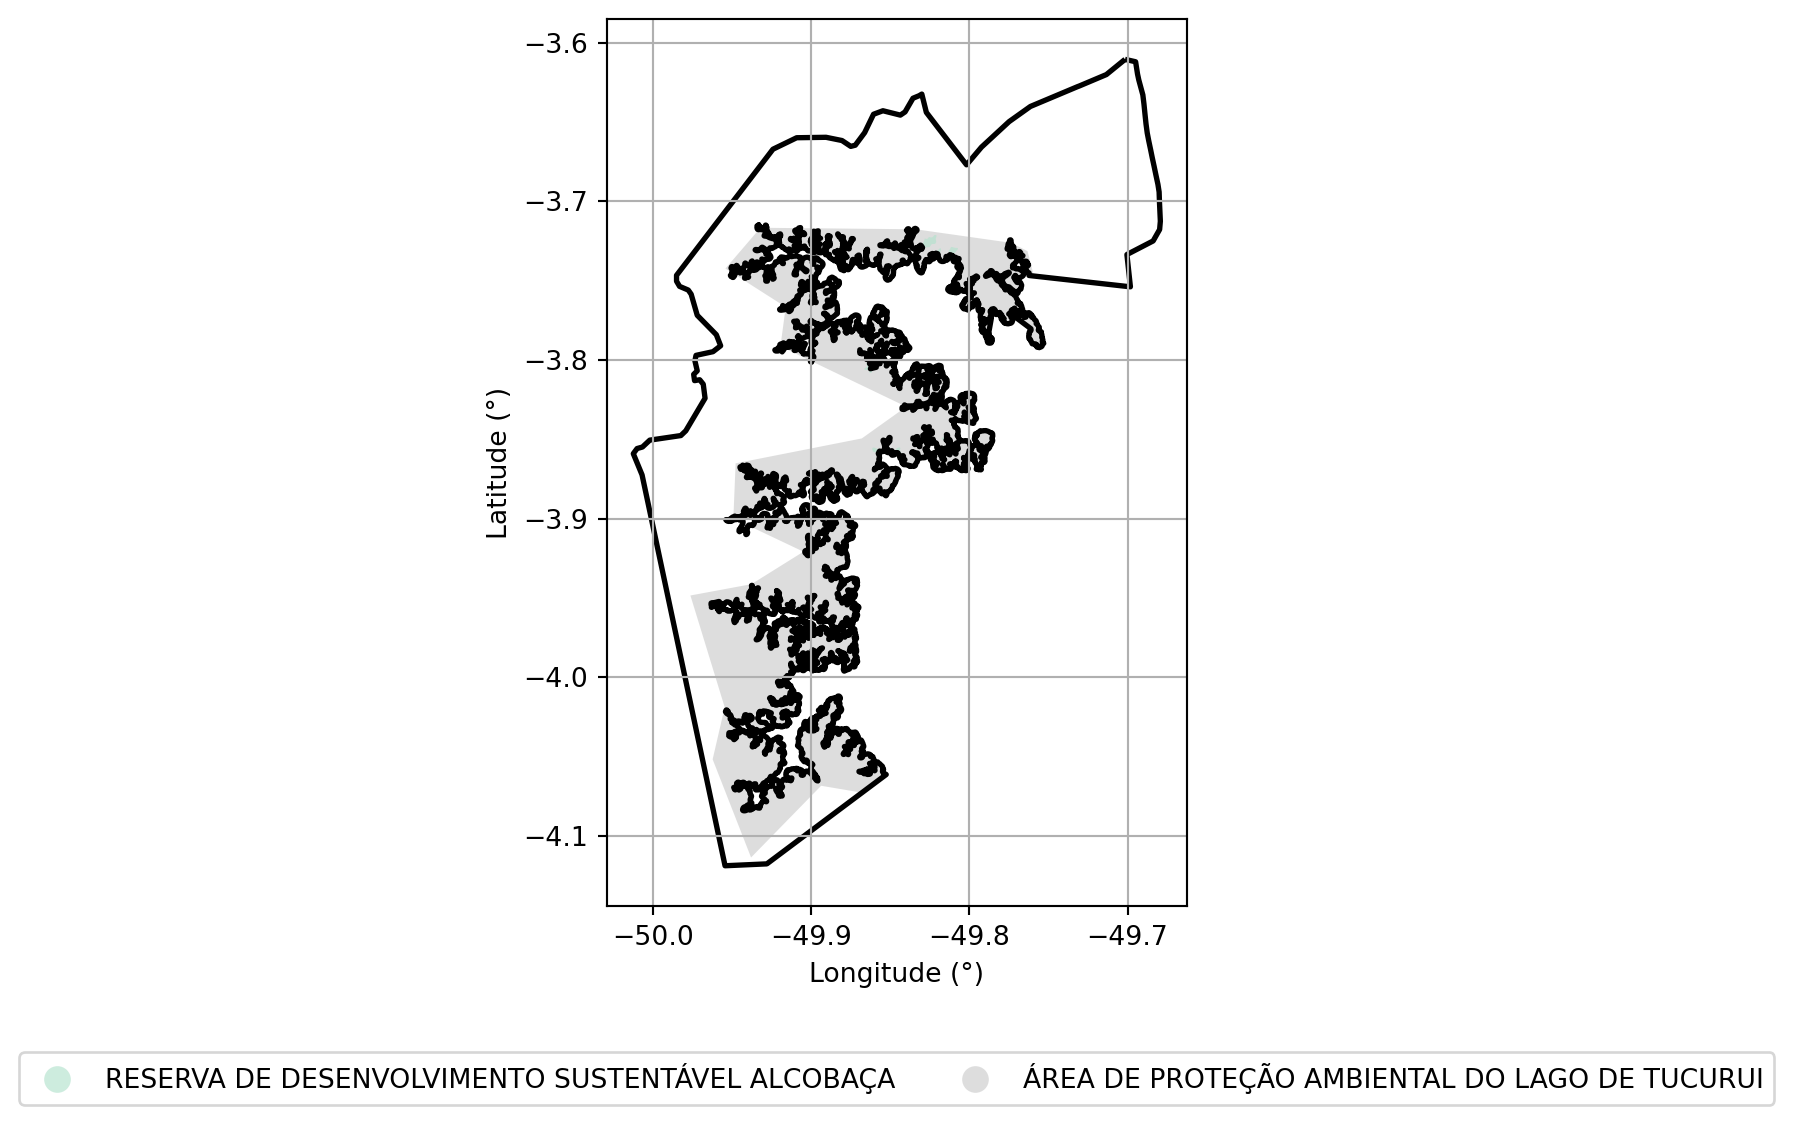 −3.6
−3.7
−3.8
−3.9
−4.0
−4.1
Latitude (°)
−50.0 −49.9 −49.8 −49.7
Longitude (°)
RESERVA DE DESENVOLVIMENTO SUSTENTÁVEL ALCOBAÇA ÁREA DE PROTEÇÃO AMBIENTAL DO LAGO DE TUCURUI